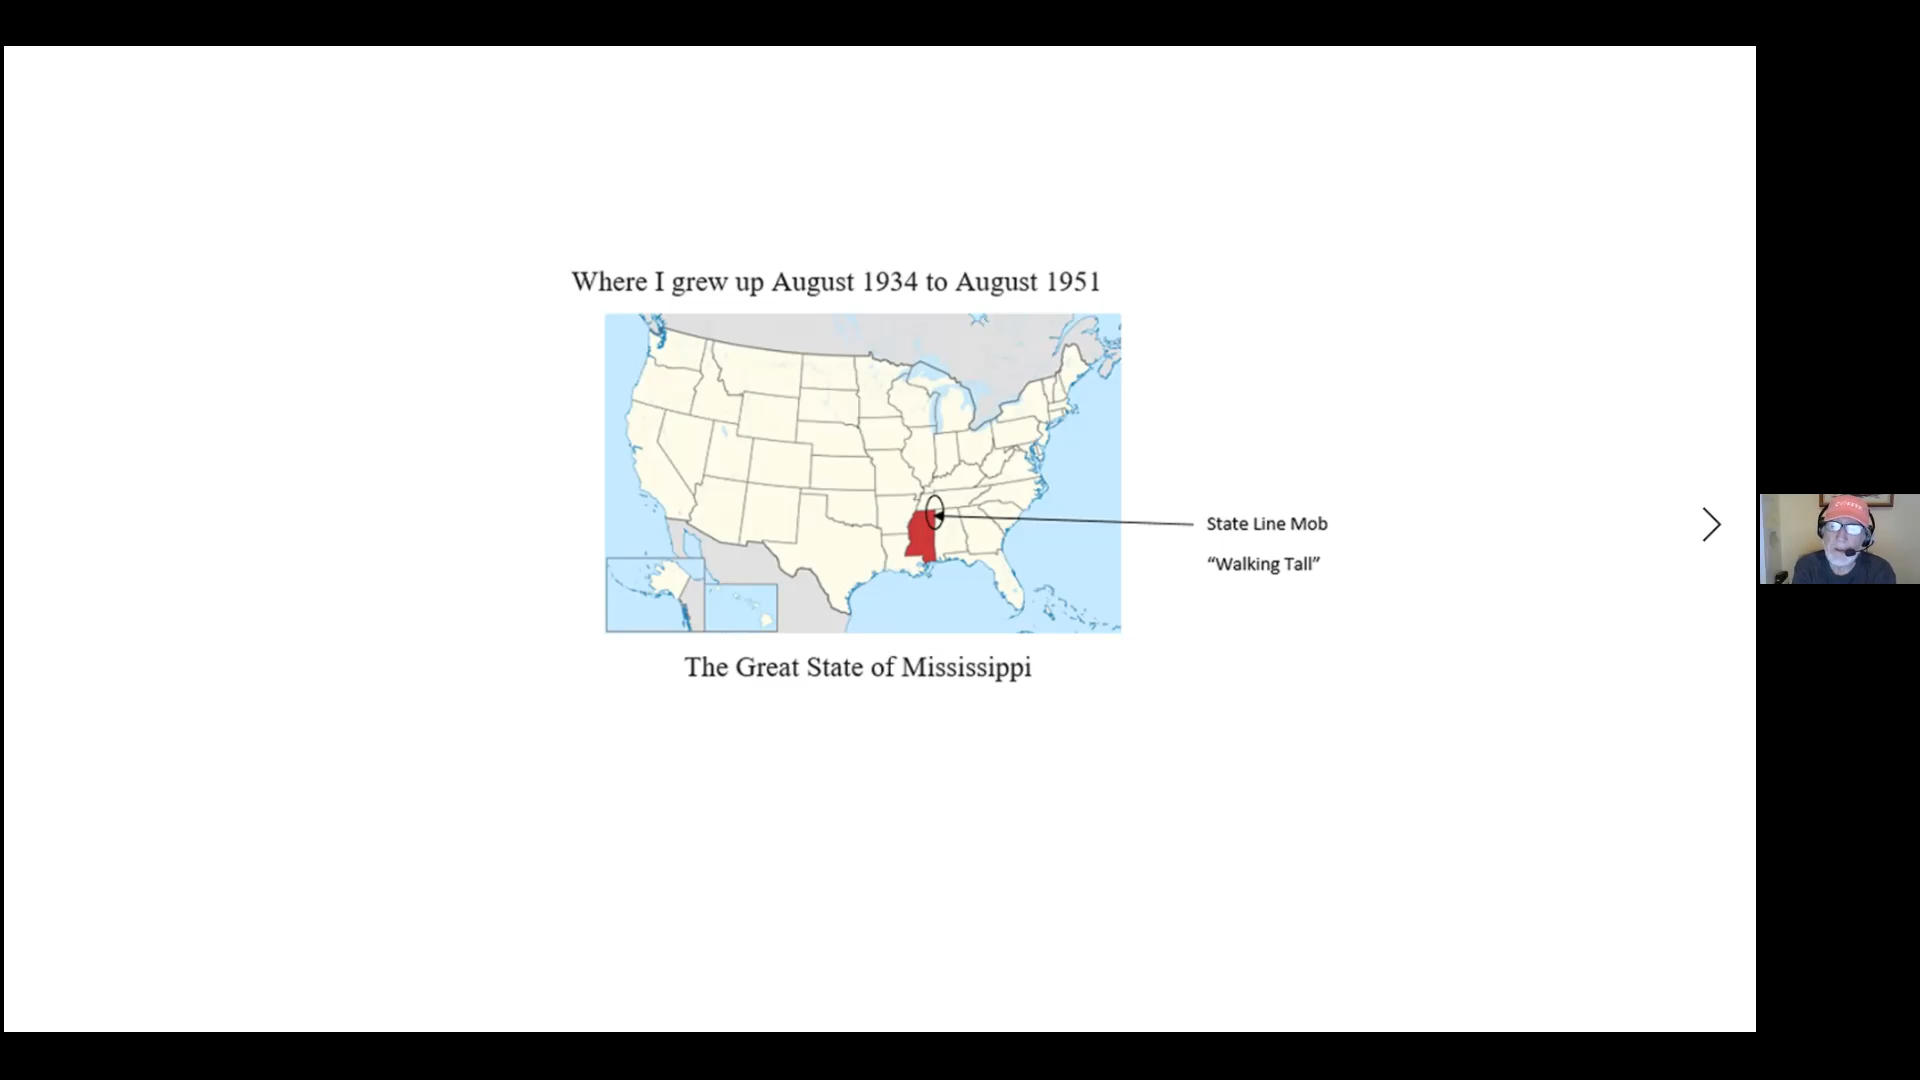 Where I grew up August 1934 to August 1951
State Line Mob
“Walking Tall”
The Great State of Mississippi